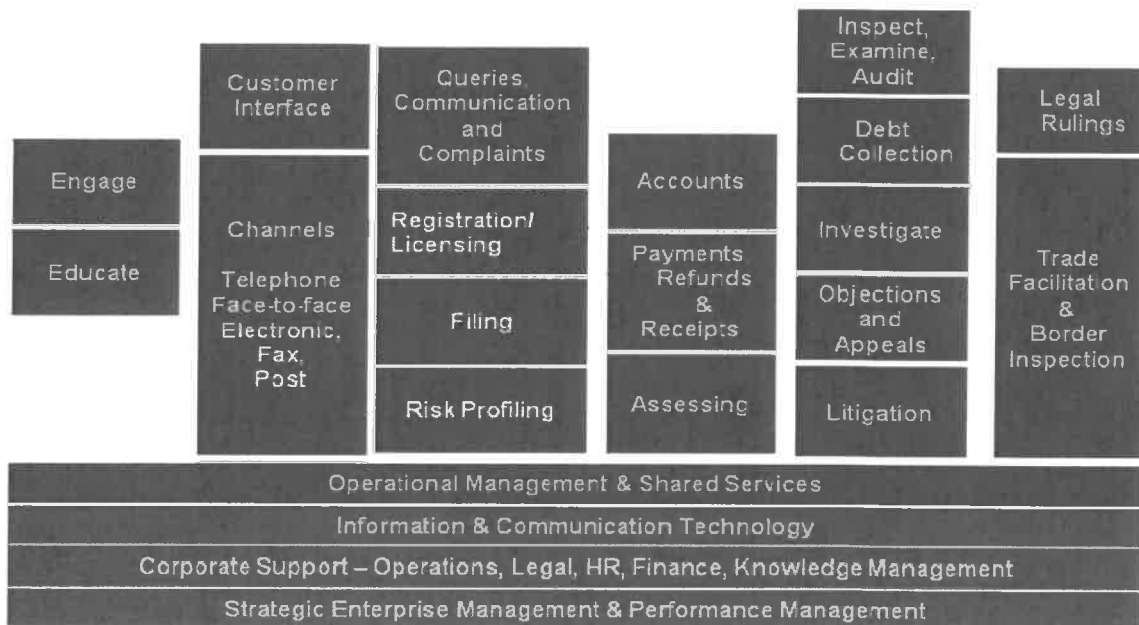 Engage
Educate
Customer
Interface
Channels
Telephone
Face-to-face
Electronic,
Fax,
Post
Queries
Communication
and
Complaints
Registration/
Licensing
Filing
Risk Profiling
Accounts
Payments
Refunds
&
Receipts
Assessing
Inspect,
Examine,
Audit
Debt
Collection
Investigate
Objections
and
Appeals
Litigation
Legal
Rulings
Trade
Facilitation
&
Border
Inspection
Operational Management & Shared Services
Information & Communication Technology
Corporate Support – Operations, Legal, HR, Finance, Knowledge Management
Strategic Enterprise Management & Performance Management